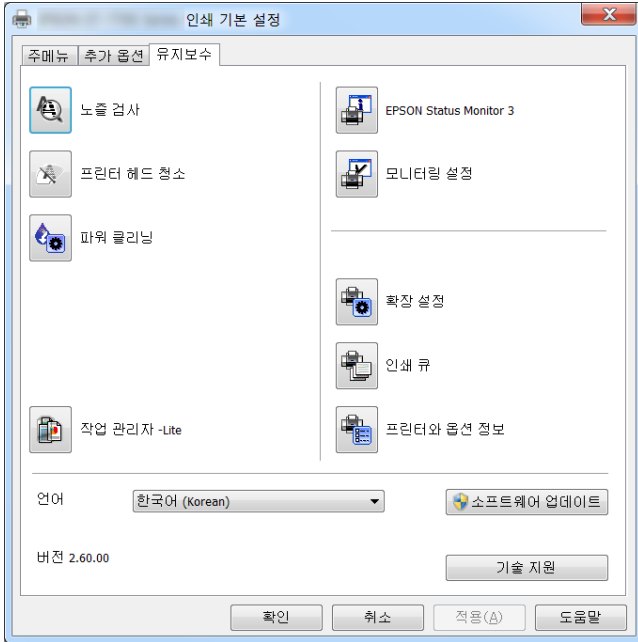 인쇄 기본 설정
주메뉴 추가 옵션 유지보수
노즐 검사
프린터 헤드 청소
파워 클리닝
작업 관리자 -Lite
EPSON Status Monitor 3
모니터링 설정
확장 설정
인쇄 큐
프린터와 옵션 정보
언어 한국어 (Korean) 소프트웨어 업데이트
버전 2.60.00
기술 지원
확인 취소 적용(A) 도움말